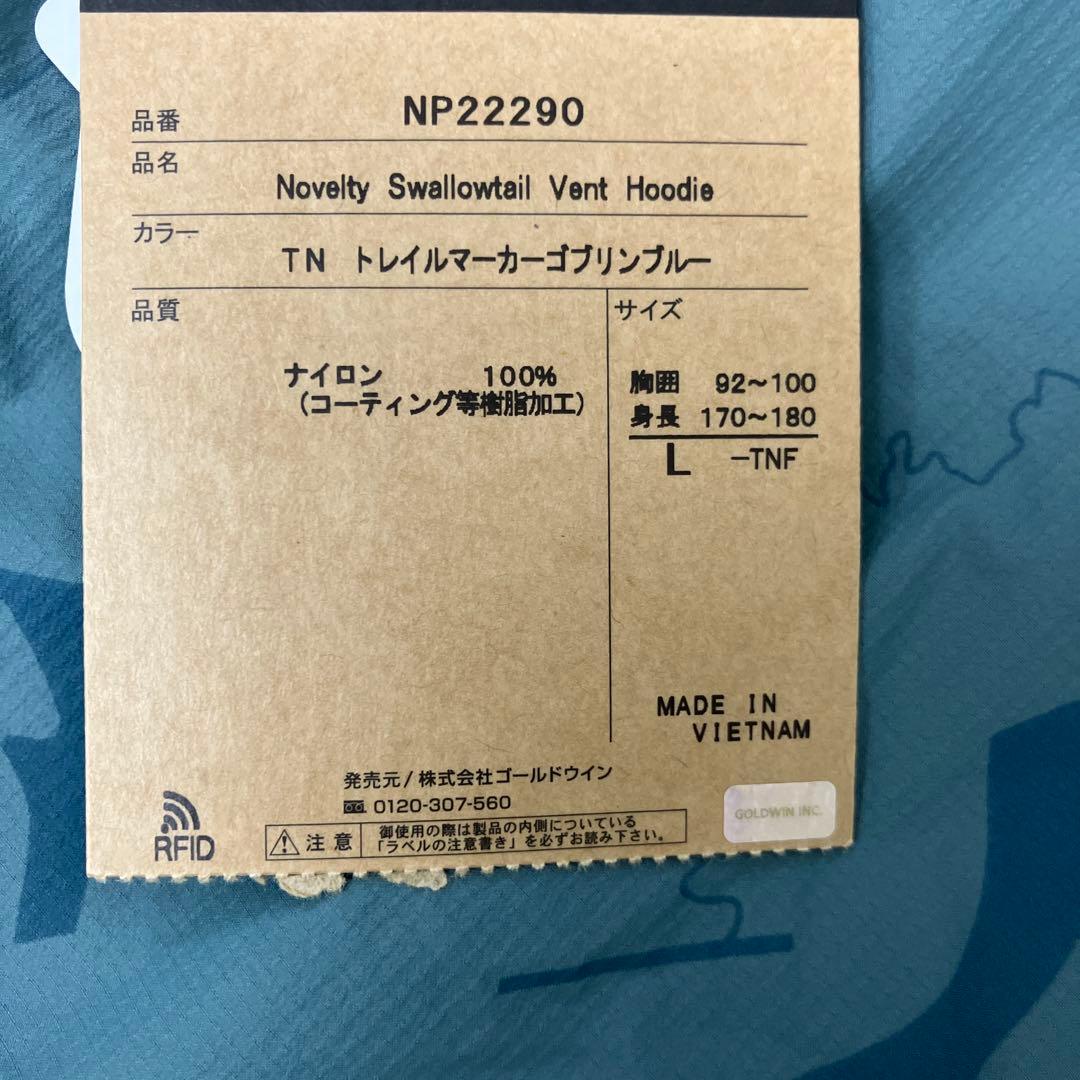 品番 NP22290
品名
Novelty Swallowtail Vent Hoodie
カラー
TN トレイルマーカーゴブリンブルー
品質
ナイロン 100%
(コーティング等樹脂加工)
サイズ
胸囲 92~100
身長 170~180
L -TNF
MADE IN
VIETNAM
発売元/株式会社ゴールドウイン
0120-307-560
RFID
注意
御使用の際は製品の内側についている
「ラベルの注意書き」を必ずお読み下さい。
GOLDWIN INC.